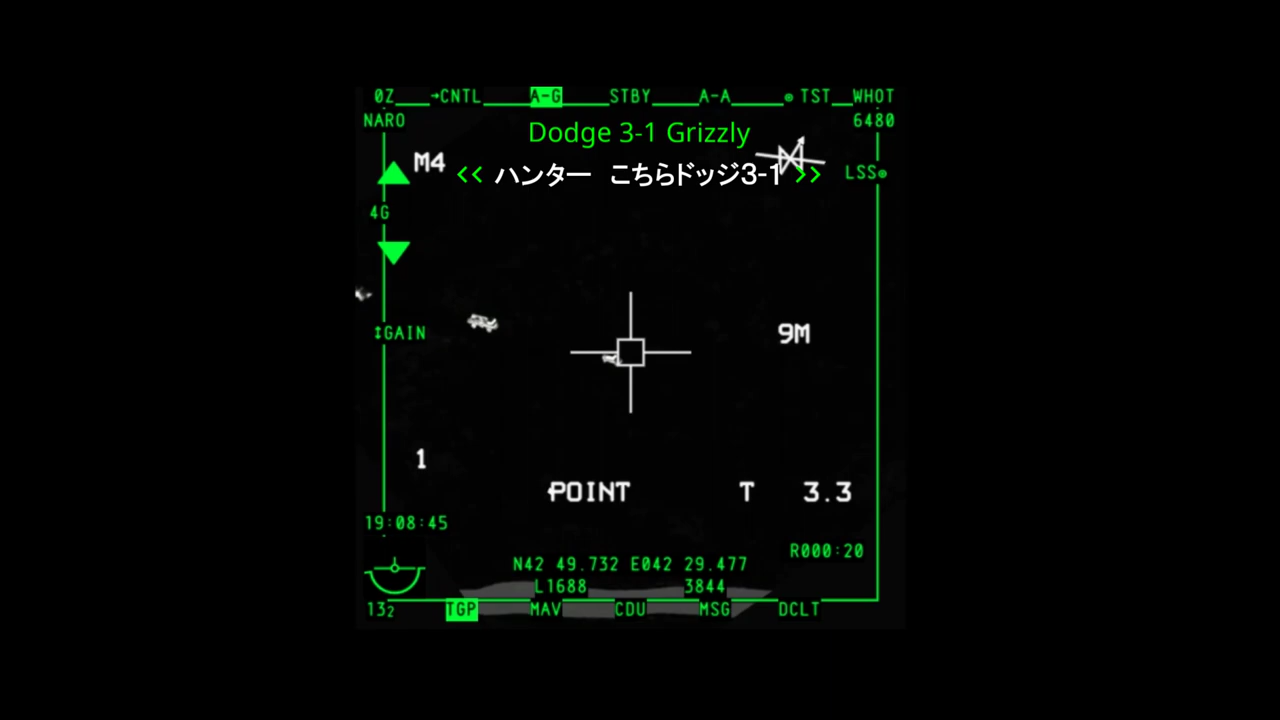 0Z →CNTL A-G STBY A-A TST WHOT
NARO 6480
Dodge 3-1 Grizzly
M4
<< ハンター こちらドッジ3-1 >>
LSS
4G
↕GAIN
9M
1
POINT T 3.3
19:08:45
R000:20
N42 49.732 E042 29.477
L1688 3844
132 TGP MAV CDU MSG DCLT